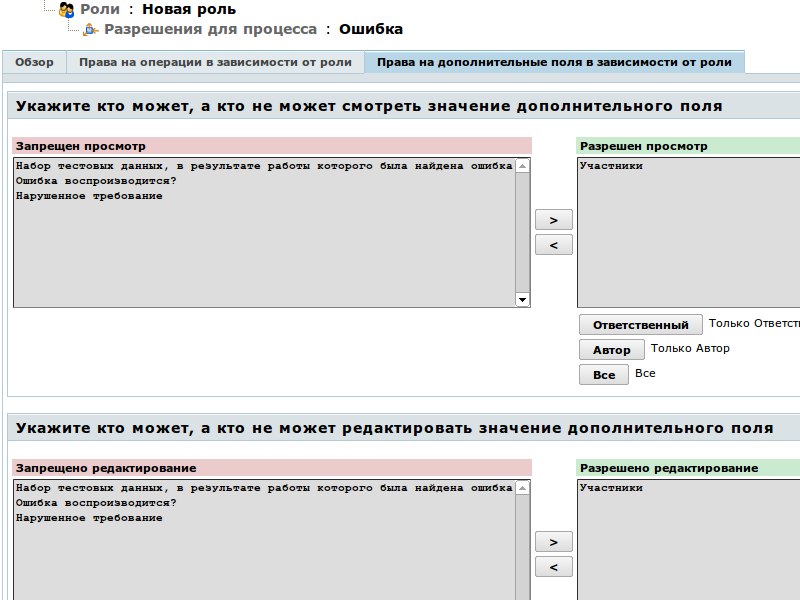 Роли : Новая роль
Разрешения для процесса : Ошибка
Обзор Права на операции в зависимости от роли Права на дополнительные поля в зависимости от роли
Укажите кто может, а кто не может смотреть значение дополнительного поля
Запрещен просмотр Разрешен просмотр
Набор тестовых данных, в результате работы которого была найдена ошибка Участники
Ошибка воспроизводится?
Нарушенное требование
>
<
Ответственный Только Ответст
Автор Только Автор
Все Все
Укажите кто может, а кто не может редактировать значение дополнительного поля
Запрещено редактирование Разрешено редактирование
Набор тестовых данных, в результате работы которого была найдена ошибка Участники
Ошибка воспроизводится?
Нарушенное требование
>
<